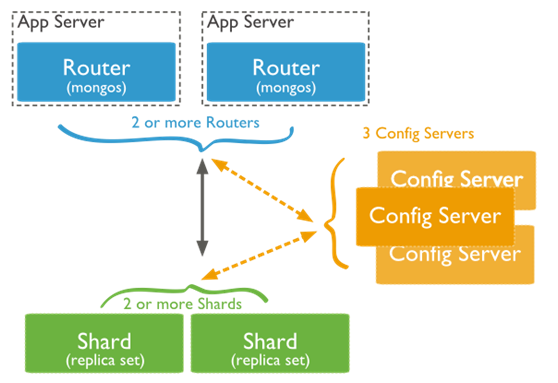 App Server
App Server
Router
(mongos)
Router
(mongos)
2 or more Routers
3 Config Servers
Config Server
Config Server
Config Server
2 or more Shards
Shard
(replica set)
Shard
(replica set)